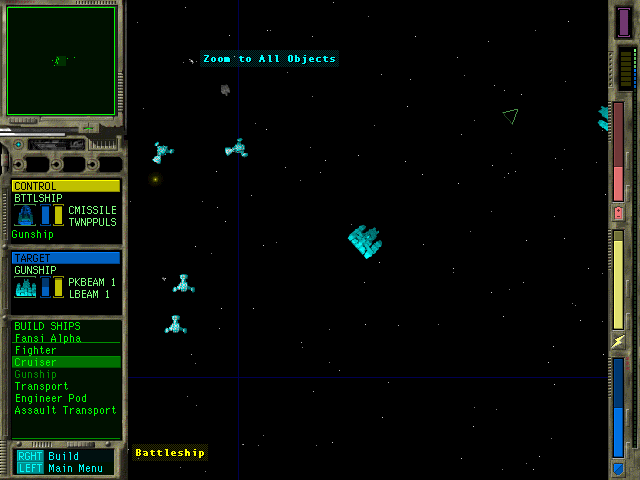 Zoom to All Objects
CONTROL
BTTLSHIP
CMISSILE
TWNPPULS
Gunship
TARGET
GUNSHIP
PKBEAM 1
LBEAM 1
BUILD SHIPS
Fansi Alpha
Fighter
Cruiser
Gunship
Transport
Engineer Pod
Assault Transport
RGHT Build
LEFT Main Menu
Battleship